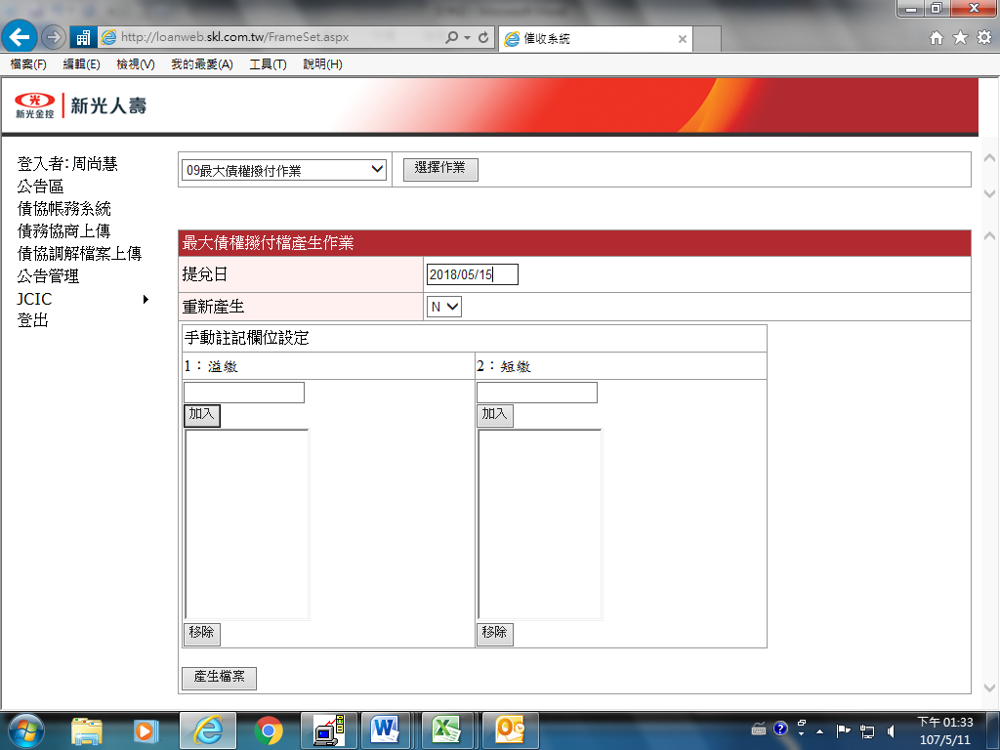 http://loanweb.skl.com.tw/FrameSet.aspx
催收系統
檔案(F) 編輯(E) 檢視(V) 我的最愛(A) 工具(T) 說明(H)
新光金控 新光人壽
登入者: 周尚慧
公告區
債協帳務系統
債務協商上傳
債協調解檔案上傳
公告管理
JCIC
登出
09最大債權撥付作業 選擇作業
最大債權撥付檔產生作業
提兌日 2018/05/15
重新產生 N
手動註記欄位設定
1：溢繳 2：短繳
加入 加入
移除 移除
產生檔案
下午 01:33
107/5/11